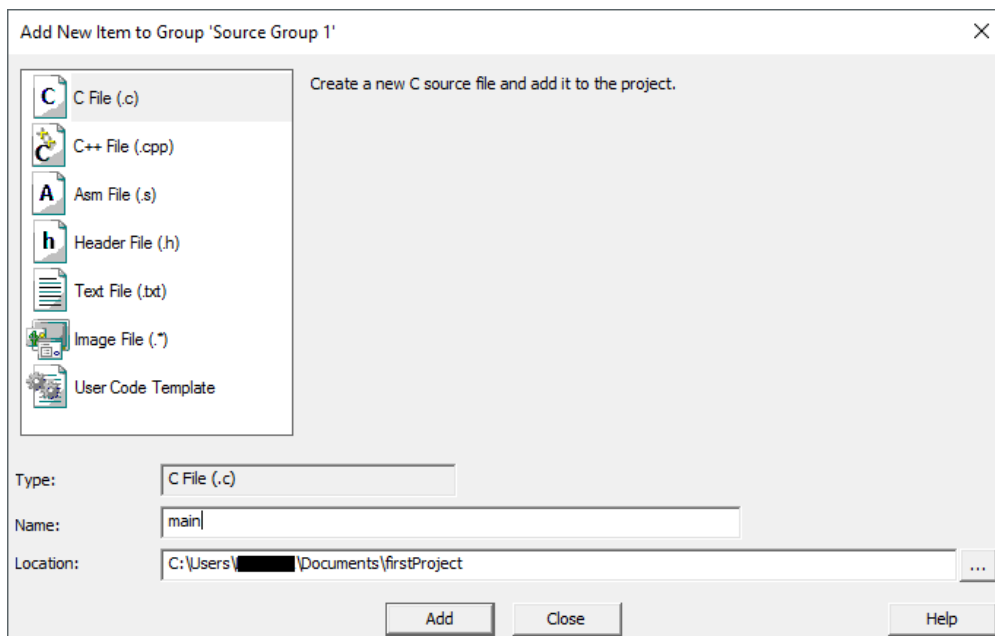 Add New Item to Group 'Source Group 1'
C
C File (.c)
Create a new C source file and add it to the project.
C
C++ File (.cpp)
A
Asm File (.s)
h
Header File (.h)
Text File (.txt)
Image File (.*)
User Code Template
Type:
C File (.c)
Name:
main
Location:
C:\Users\
\Documents\firstProject
...
Add
Close
Help